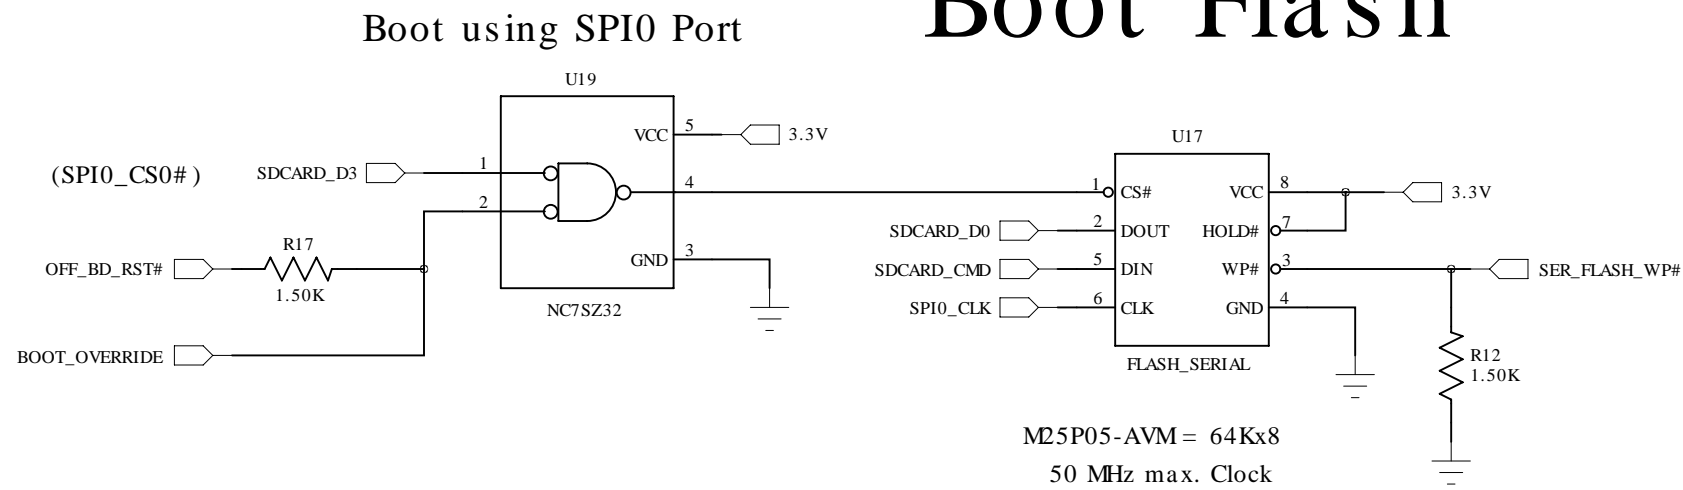 Boot Flash
Boot using SPI0 Port
U19
VCC 5 3.3V
(SPI0_CS0#) SDCARD_D3 1
4
2
R17
OFF_BD_RST#
1.50K
GND 3
NC7SZ32
BOOT_OVERRIDE
U17
1 CS# VCC 8 3.3V
SDCARD_D0 2 DOUT HOLD# 7
SDCARD_CMD 5 DIN WP# 3 SER_FLASH_WP#
SPI0_CLK 6 CLK GND 4
FLASH_SERIAL
R12
1.50K
M25P05-AVM = 64Kx8
50 MHz max. Clock